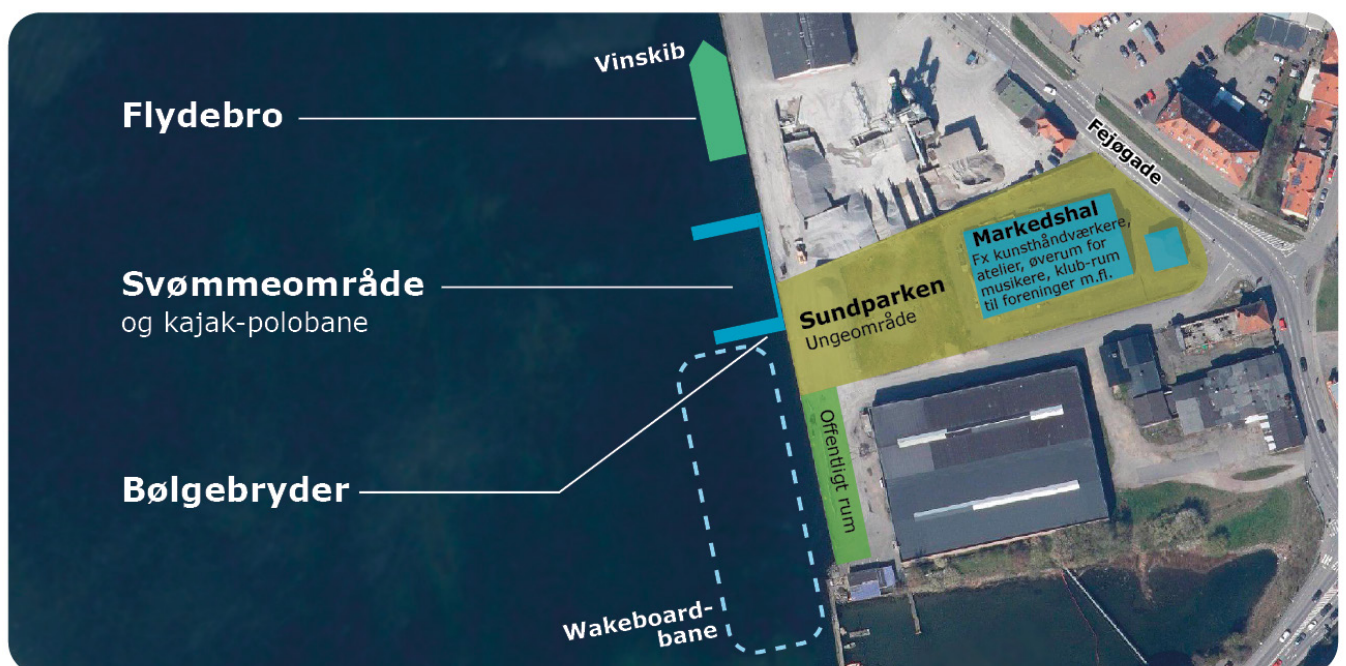 Vinskib
Flydebro
Fejøgade
Markedshal
Fx kunsthåndværkere,
atelier, øverum for
musikere, klub-rum
til foreninger m.fl.
Svømmeområde
og kajak-polobane
Sundparken
Ungeområde
Offentligt rum
Bølgebryder
Wakeboard-
bane